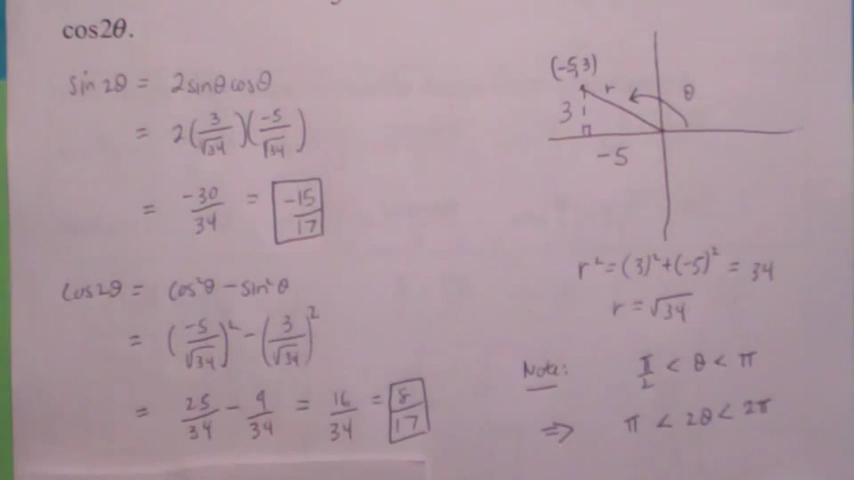 cos2θ.
sin 2θ = 2sinθcosθ
= 2(3/√34)(-5/√34)
= -30/34 = -15/17
cos2θ = cos²θ - sin²θ
= (-5/√34)² - (3/√34)²
= 25/34 - 9/34 = 16/34 = 8/17
(-5,3)
r
θ
3
-5
r² = (3)² + (-5)² = 34
r = √34
Note: π/2 < θ < π
⇒ π < 2θ < 2π